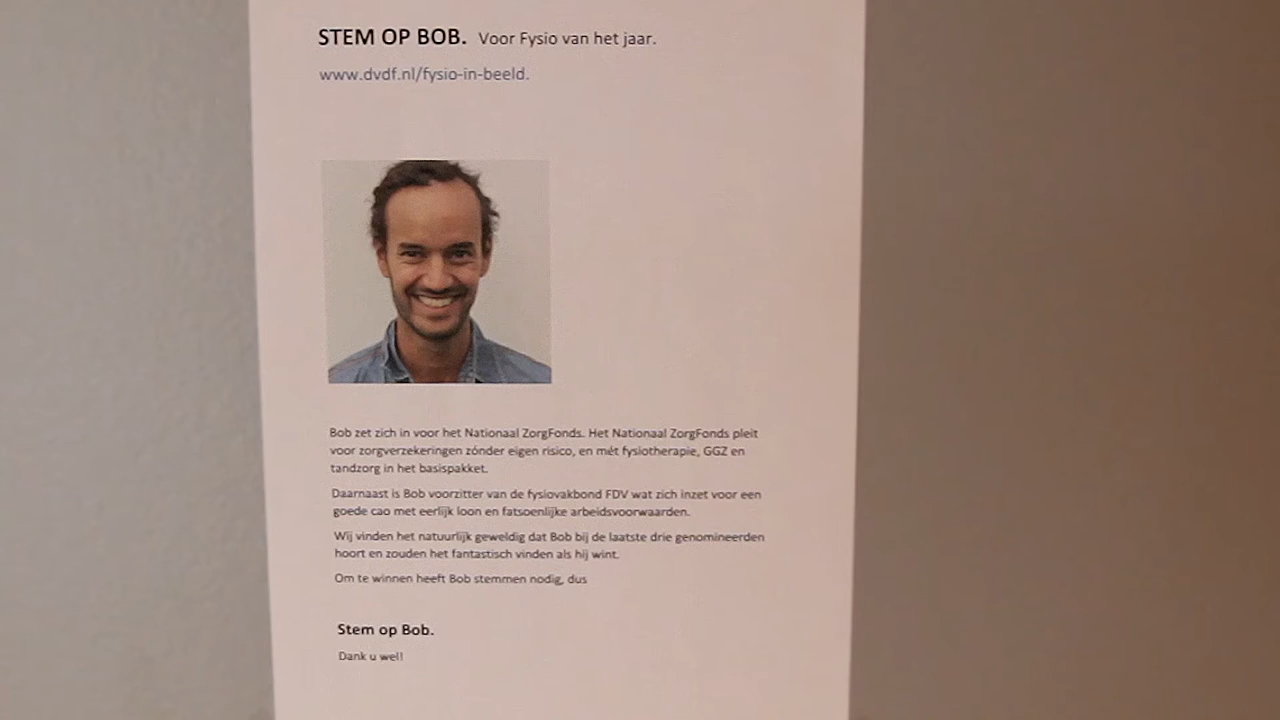 STEM OP BOB. Voor Fysio van het jaar.
www.dvdf.nl/fysio-in-beeld.
Bob zet zich in voor het Nationaal ZorgFonds. Het Nationaal ZorgFonds pleit
voor zorgverzekeringen zónder eigen risico, en mét fysiotherapie, GGZ en
tandzorg in het basispakket.
Daarnaast is Bob voorzitter van de fysiovakbond FDV wat zich inzet voor een
goede cao met eerlijk loon en fatsoenlijke arbeidsvoorwaarden.
Wij vinden het natuurlijk geweldig dat Bob bij de laatste drie genomineerden
hoort en zouden het fantastisch vinden als hij wint.
Om te winnen heeft Bob stemmen nodig, dus
Stem op Bob.
Dank u wel!